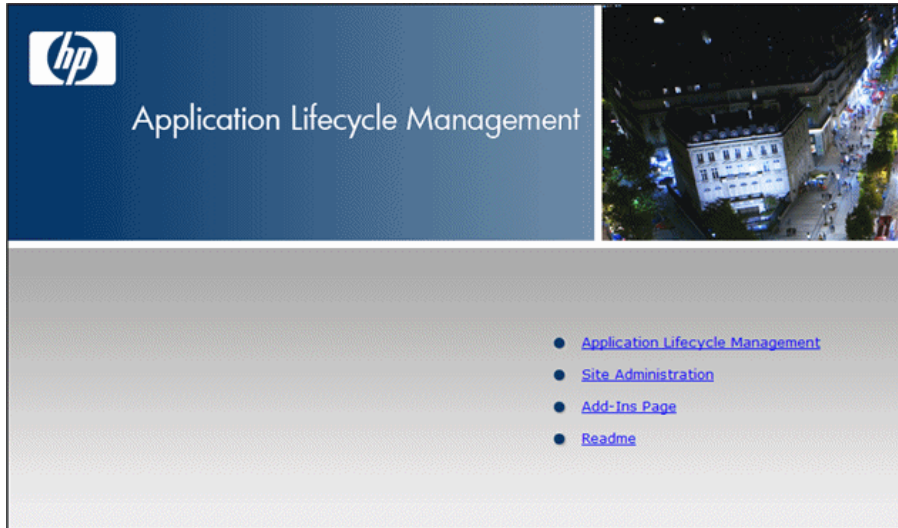 hp
Application Lifecycle Management
Application Lifecycle Management
Site Administration
Add-Ins Page
Readme